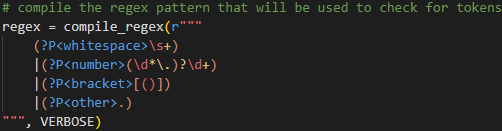 # compile the regex pattern that will be used to check for tokens
regex = compile_regex(r"""
    (?P<whitespace>\s+)
    |(?P<number>(\d*\.)?\d+)
    |(?P<bracket>[()])
    |(?P<other>.)
""", VERBOSE)